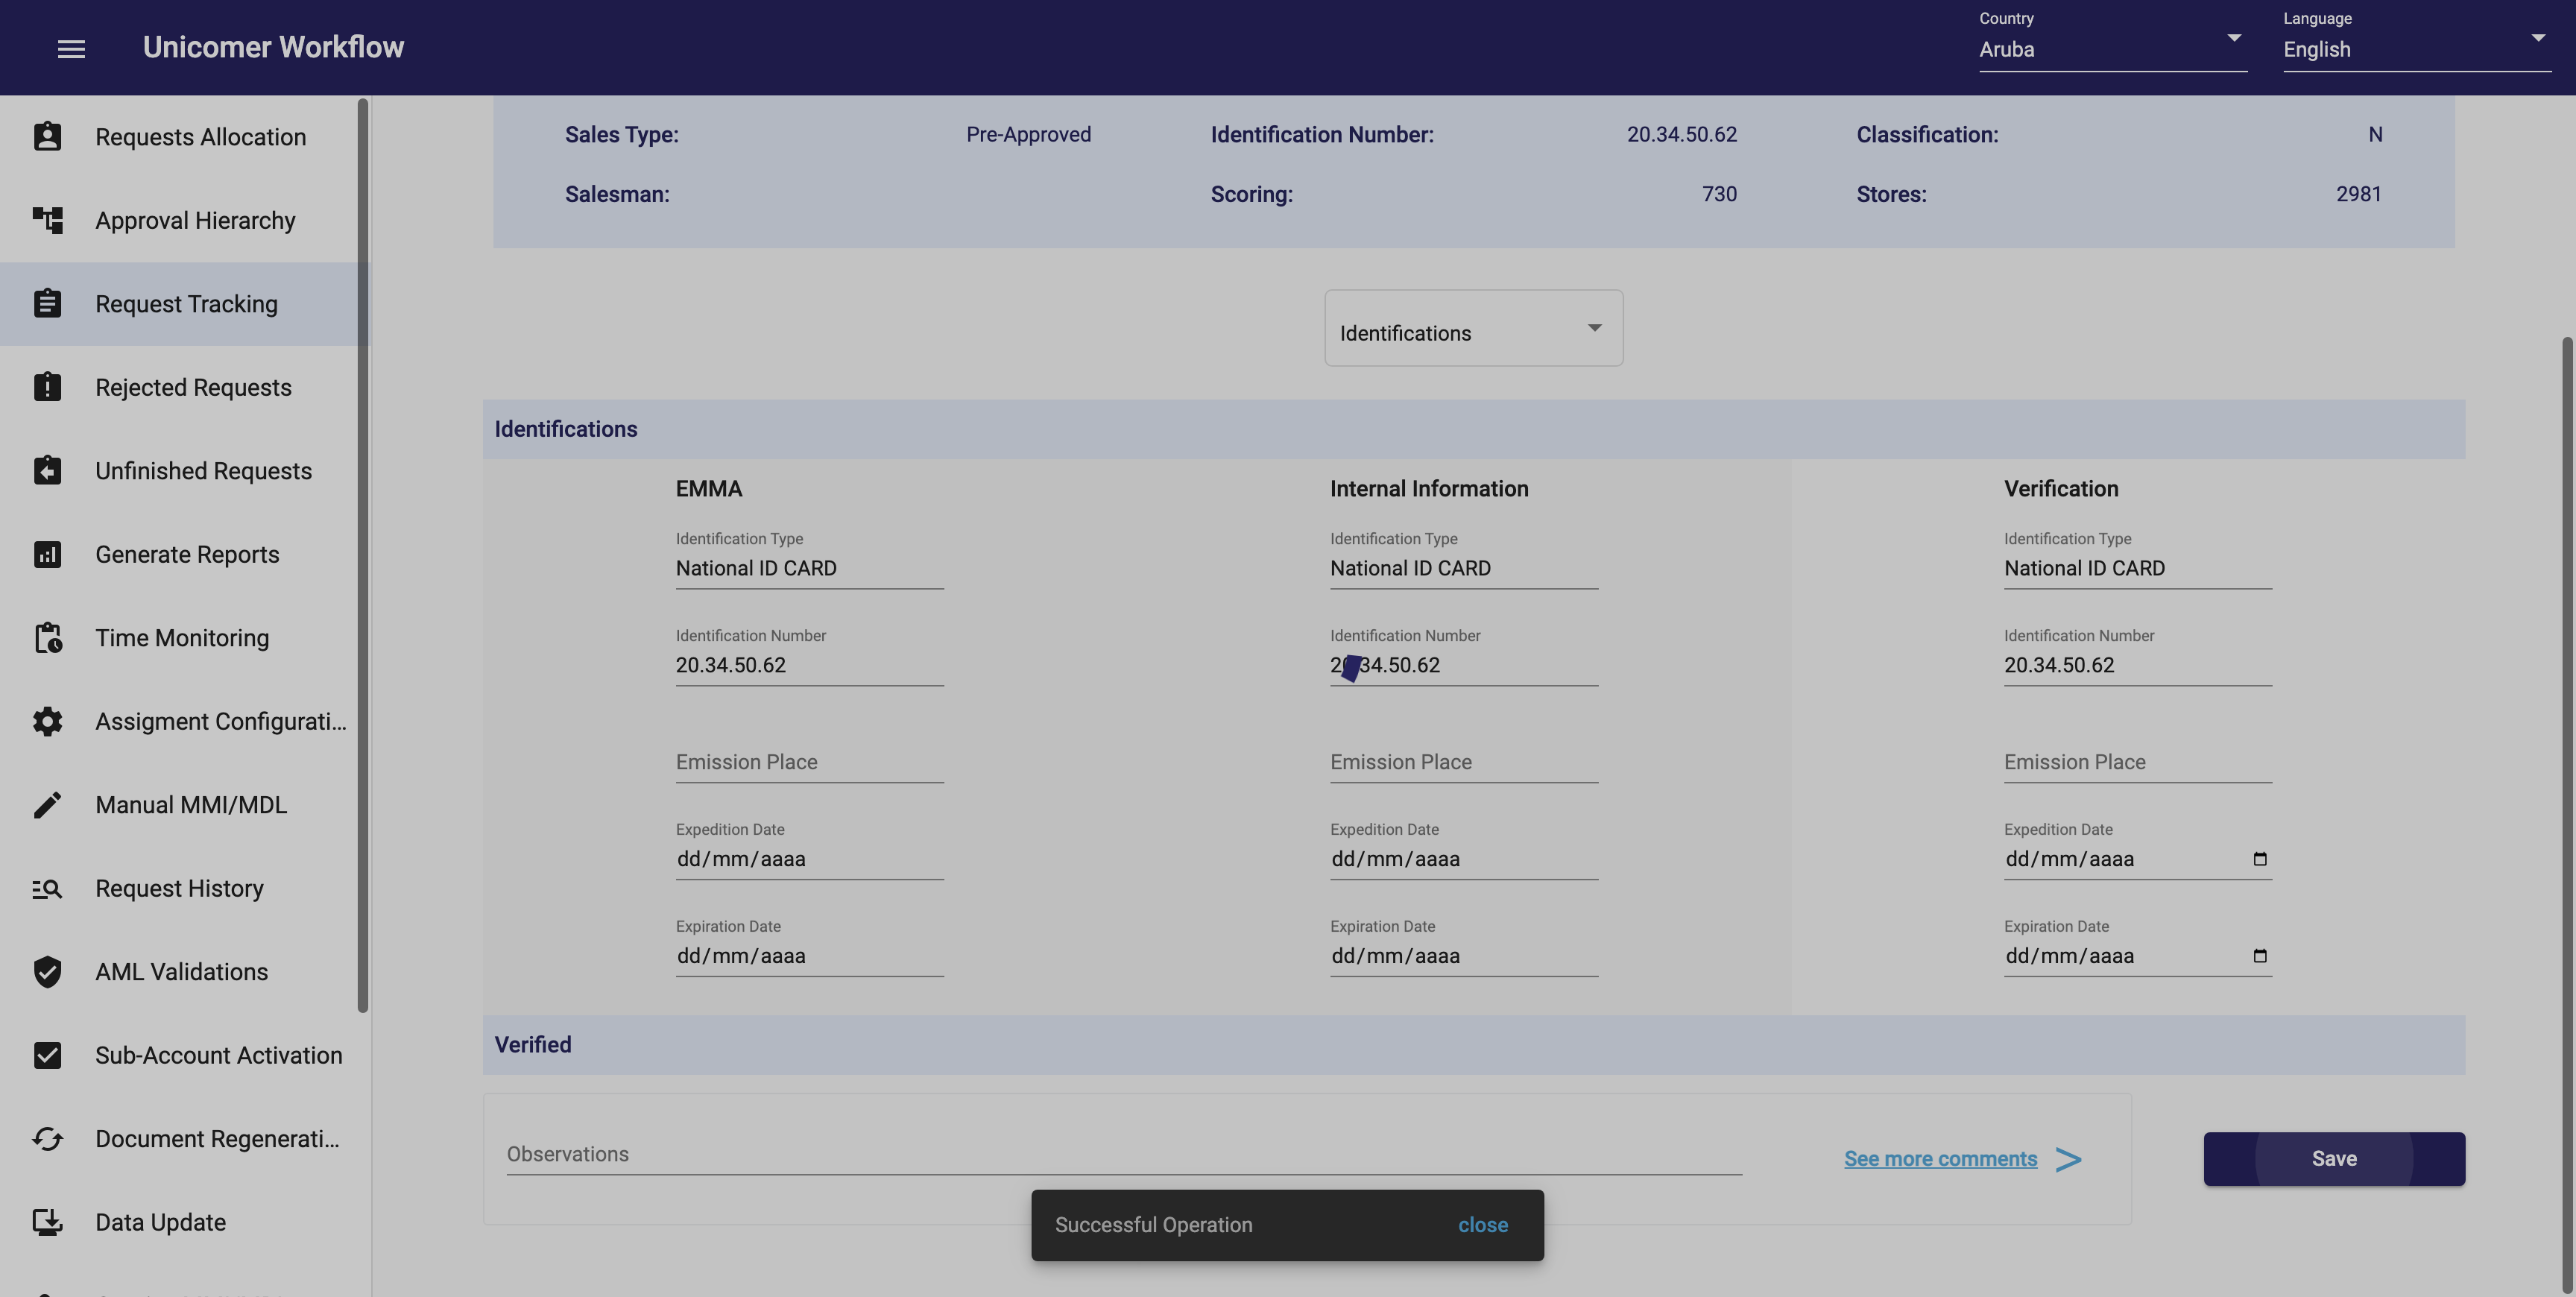 Unicomer Workflow
Country
Aruba
Language
English
Requests Allocation
Approval Hierarchy
Request Tracking
Rejected Requests
Unfinished Requests
Generate Reports
Time Monitoring
Assigment Configurati...
Manual MMI/MDL
Request History
AML Validations
Sub-Account Activation
Document Regenerati...
Data Update
Sales Type: Pre-Approved Identification Number: 20.34.50.62 Classification: N
Salesman: Scoring: 730 Stores: 2981
Identifications
Identifications
EMMA Internal Information Verification
Identification Type Identification Type Identification Type
National ID CARD National ID CARD National ID CARD
Identification Number Identification Number Identification Number
20.34.50.62 20.34.50.62 20.34.50.62
Emission Place Emission Place Emission Place
Expedition Date Expedition Date Expedition Date
dd/mm/aaaa dd/mm/aaaa dd/mm/aaaa
Expiration Date Expiration Date Expiration Date
dd/mm/aaaa dd/mm/aaaa dd/mm/aaaa
Verified
Observations See more comments > Save
Successful Operation close